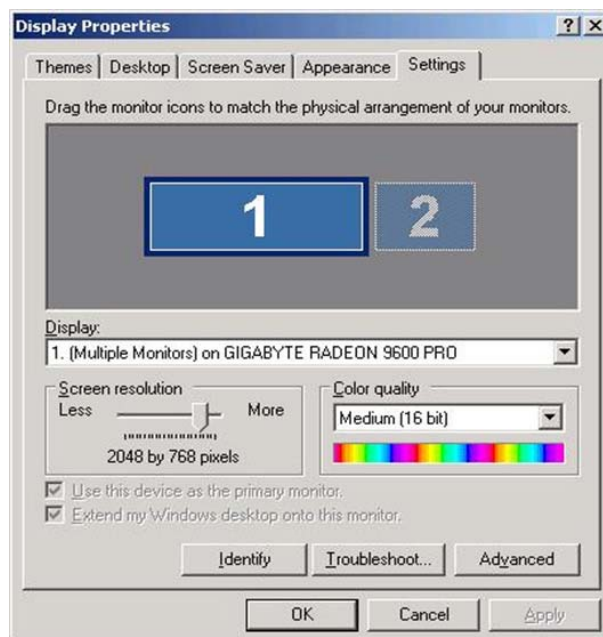 Display Properties
Themes Desktop Screen Saver Appearance Settings
Drag the monitor icons to match the physical arrangement of your monitors.
1 2
Display:
1. (Multiple Monitors) on GIGABYTE RADEON 9600 PRO
Screen resolution
Less More
2048 by 768 pixels
Color quality
Medium (16 bit)
Use this device as the primary monitor.
Extend my Windows desktop onto this monitor.
Identify Troubleshoot... Advanced
OK Cancel Apply